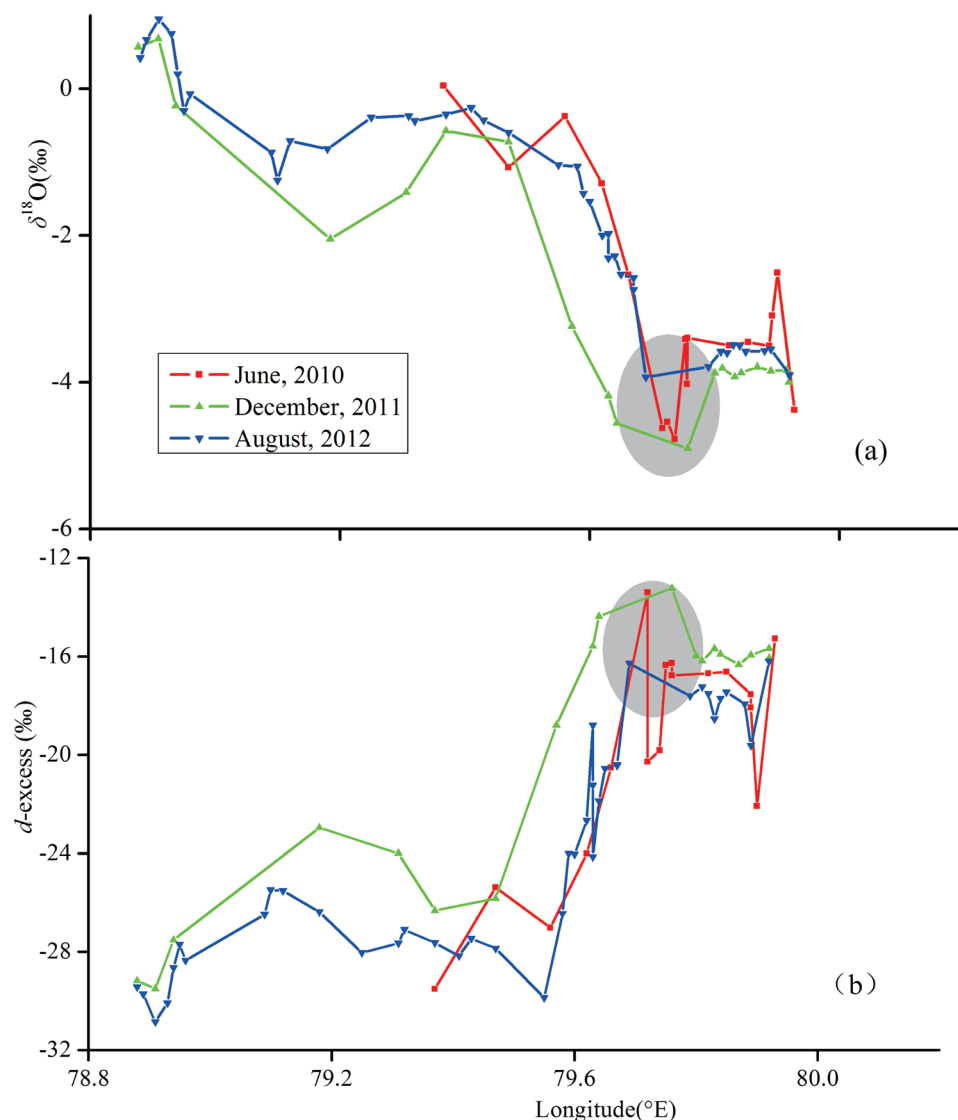 0
-2
-4
-6
δ¹⁸O(‰)
June, 2010
December, 2011
August, 2012
(a)
-12
-16
-20
-24
-28
-32
d-excess (‰)
(b)
78.8
79.2
79.6
80.0
Longitude(°E)